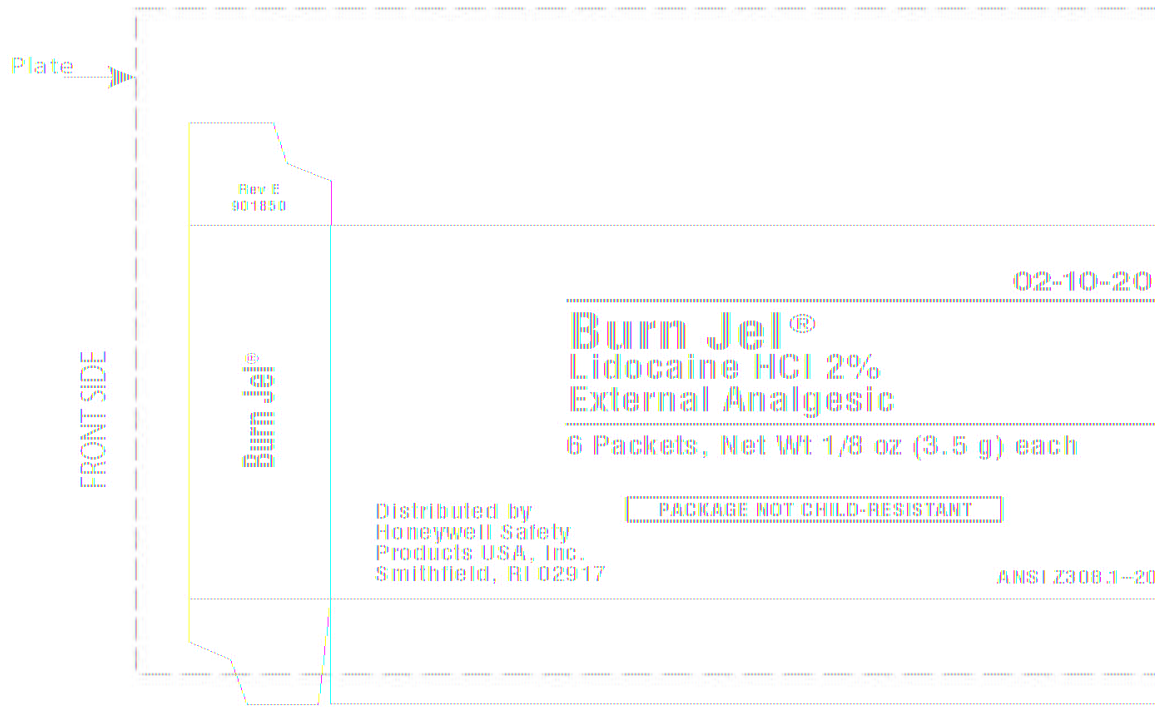 Plate
Rev E
901850
02-10-20
Burn Jel®
Lidocaine HCl 2%
External Analgesic
6 Packets, Net Wt 1/8 oz (3.5 g) each
FRONT SIDE
Burn Jel®
PACKAGE NOT CHILD-RESISTANT
Distributed by
Honeywell Safety
Products USA, Inc.
Smithfield, RI 02917
ANSI Z308.1-20